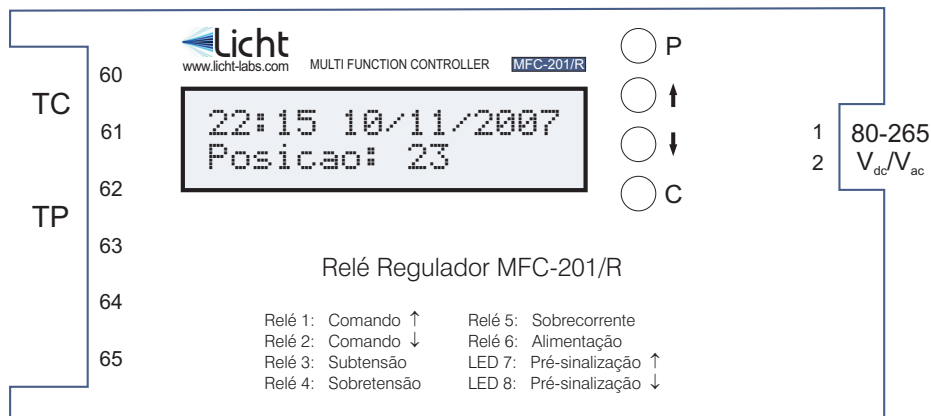 Licht
www.licht-labs.com MULTI FUNCTION CONTROLLER MFC-201/R
P
↑
↓
C
22:15 10/11/2007
Posicao: 23
TC
TP
60
61
62
63
64
65
1 80-265
2 Vdc/Vac
Relé Regulador MFC-201/R
Relé 1: Comando ↑
Relé 2: Comando ↓
Relé 3: Subtensão
Relé 4: Sobretensão
Relé 5: Sobrecorrente
Relé 6: Alimentação
LED 7: Pré-sinalização ↑
LED 8: Pré-sinalização ↓